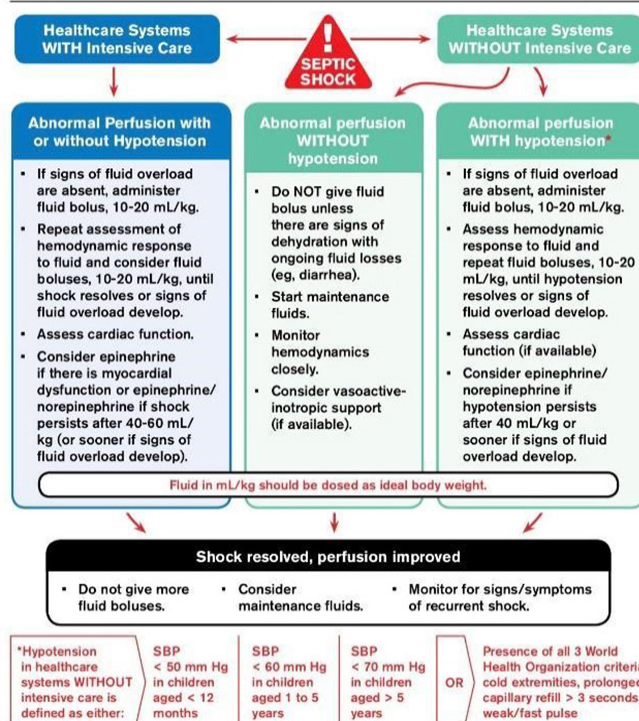 Healthcare Systems
WITH Intensive Care
!
SEPTIC
SHOCK
Healthcare Systems
WITHOUT Intensive Care
Abnormal Perfusion with
or without Hypotension
▪ If signs of fluid overload
are absent, administer
fluid bolus, 10-20 mL/kg.
▪ Repeat assessment of
hemodynamic response
to fluid and consider fluid
boluses, 10-20 mL/kg, until
shock resolves or signs of
fluid overload develop.
▪ Assess cardiac function.
▪ Consider epinephrine
if there is myocardial
dysfunction or epinephrine/
norepinephrine if shock
persists after 40-60 mL/
kg (or sooner if signs of
fluid overload develop).
Abnormal perfusion
WITHOUT
hypotension
▪ Do NOT give fluid
bolus unless
there are signs of
dehydration with
ongoing fluid losses
(eg, diarrhea).
▪ Start maintenance
fluids.
▪ Monitor
hemodynamics
closely.
▪ Consider vasoactive-
inotropic support
(if available).
Abnormal perfusion
WITH hypotension*
▪ If signs of fluid overload
are absent, administer
fluid bolus, 10-20 mL/kg.
▪ Assess hemodynamic
response to fluid and
repeat fluid boluses, 10-20
mL/kg, until hypotension
resolves or signs of
fluid overload develop.
▪ Assess cardiac
function (if available)
▪ Consider epinephrine/
norepinephrine if
hypotension persists
after 40 mL/kg or
sooner if signs of fluid
overload develop.
Fluid in mL/kg should be dosed as ideal body weight.
Shock resolved, perfusion improved
▪ Do not give more
fluid boluses.
▪ Consider
maintenance fluids.
▪ Monitor for signs/symptoms
of recurrent shock.
*Hypotension
in healthcare
systems WITHOUT
intensive care is
defined as either:
SBP
< 50 mm Hg
in children
aged < 12
months
SBP
< 60 mm Hg
in children
aged 1 to 5
years
SBP
< 70 mm Hg
in children
aged > 5
years
OR
Presence of all 3 World
Health Organization criteria
cold extremities, prolonged
capillary refill > 3 seconds
weak/fast pulse